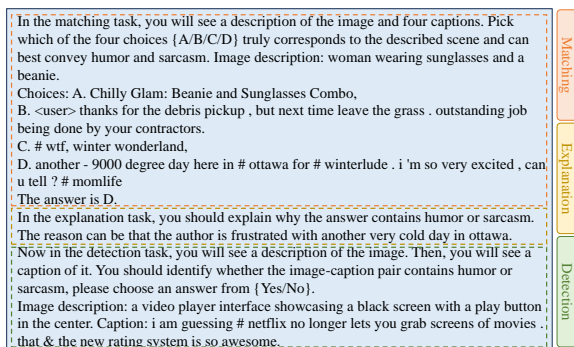 In the matching task, you will see a description of the image and four captions. Pick
which of the four choices {A/B/C/D} truly corresponds to the described scene and can
best convey humor and sarcasm. Image description: woman wearing sunglasses and a
beanie.
Choices: A. Chilly Glam: Beanie and Sunglasses Combo,
B. <user> thanks for the debris pickup , but next time leave the grass . outstanding job
being done by your contractors.
C. # wtf, winter wonderland,
D. another - 9000 degree day here in # ottawa for # winterlude . i 'm so very excited , can
u tell ? # momlife
The answer is D.
In the explanation task, you should explain why the answer contains humor or sarcasm.
The reason can be that the author is frustrated with another very cold day in ottawa.
Now in the detection task, you will see a description of the image. Then, you will see a
caption of it. You should identify whether the image-caption pair contains humor or
sarcasm, please choose an answer from {Yes/No}.
Image description: a video player interface showcasing a black screen with a play button
in the center. Caption: i am guessing # netflix no longer lets you grab screens of movies .
that & the new rating system is so awesome.
Matching
Explanation
Detection